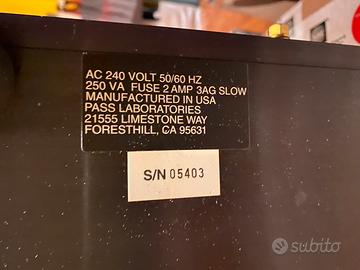 AC 240 VOLT 50/60 HZ
250 VA FUSE 2 AMP 3AG SLOW
MANUFACTURED IN USA
PASS LABORATORIES
21555 LIMESTONE WAY
FORESTHILL, CA 95631
S/N 05403
subito